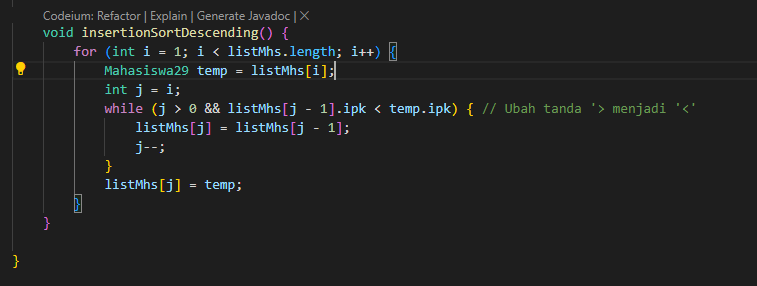 Codeium: Refactor | Explain | Generate Javadoc | ✕
void insertionSortDescending() {
for (int i = 1; i < listMhs.length; i++) {
Mahasiswa29 temp = listMhs[i];
int j = i;
while (j > 0 && listMhs[j - 1].ipk < temp.ipk) { // Ubah tanda '> menjadi '<'
listMhs[j] = listMhs[j - 1];
j--;
}
listMhs[j] = temp;
}
}
}